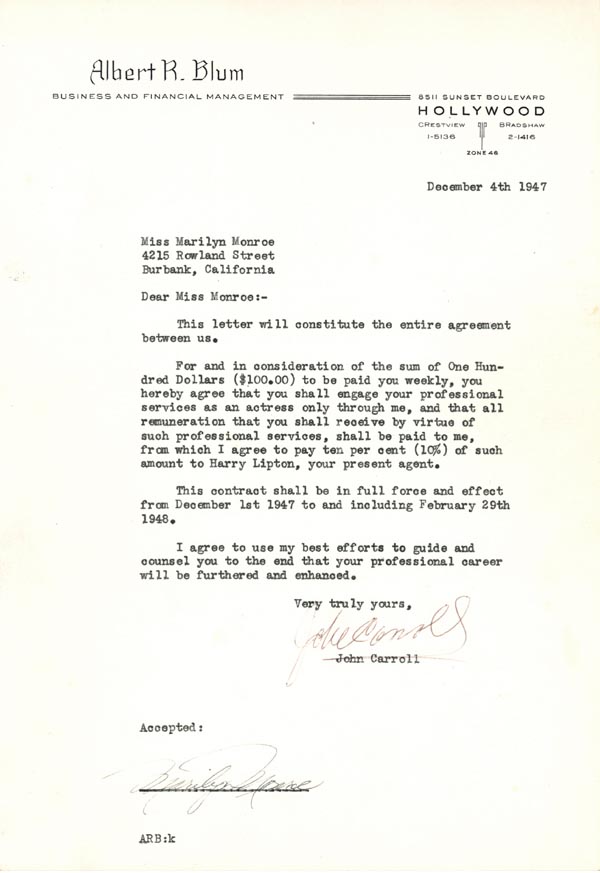 Albert R. Blum
BUSINESS AND FINANCIAL MANAGEMENT
8511 SUNSET BOULEVARD
HOLLYWOOD
CRESTVIEW BRADSHAW
1-5136 2-1416
ZONE 46
December 4th 1947
Miss Marilyn Monroe
4215 Rowland Street
Burbank, California
Dear Miss Monroe:-
This letter will constitute the entire agreement
between us.
For and in consideration of the sum of One Hun-
dred Dollars ($100.00) to be paid you weekly, you
hereby agree that you shall engage your professional
services as an actress only through me, and that all
remuneration that you shall receive by virtue of
such professional services, shall be paid to me,
from which I agree to pay ten per cent (10%) of such
amount to Harry Lipton, your present agent.
This contract shall be in full force and effect
from December 1st 1947 to and including February 29th
1948.
I agree to use my best efforts to guide and
counsel you to the end that your professional career
will be furthered and enhanced.
Very truly yours,
John Carroll
John Carroll
Accepted:
Marilyn Monroe
ARB:k